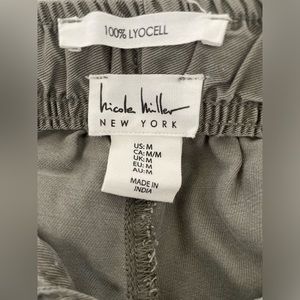 100% LYOCELL
nicole miller
NEW YORK
US: M
CA: M/M
UK: M
EU: M
AU: M
MADE IN
INDIA